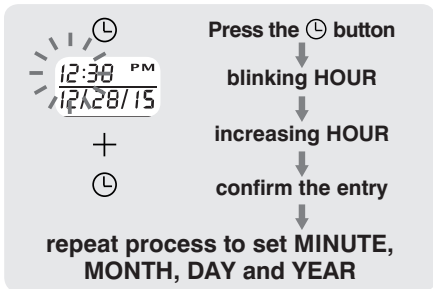 Press the button
12:38 PM
blinking HOUR
12/28/15
increasing HOUR
+
confirm the entry
repeat process to set MINUTE,
MONTH, DAY and YEAR